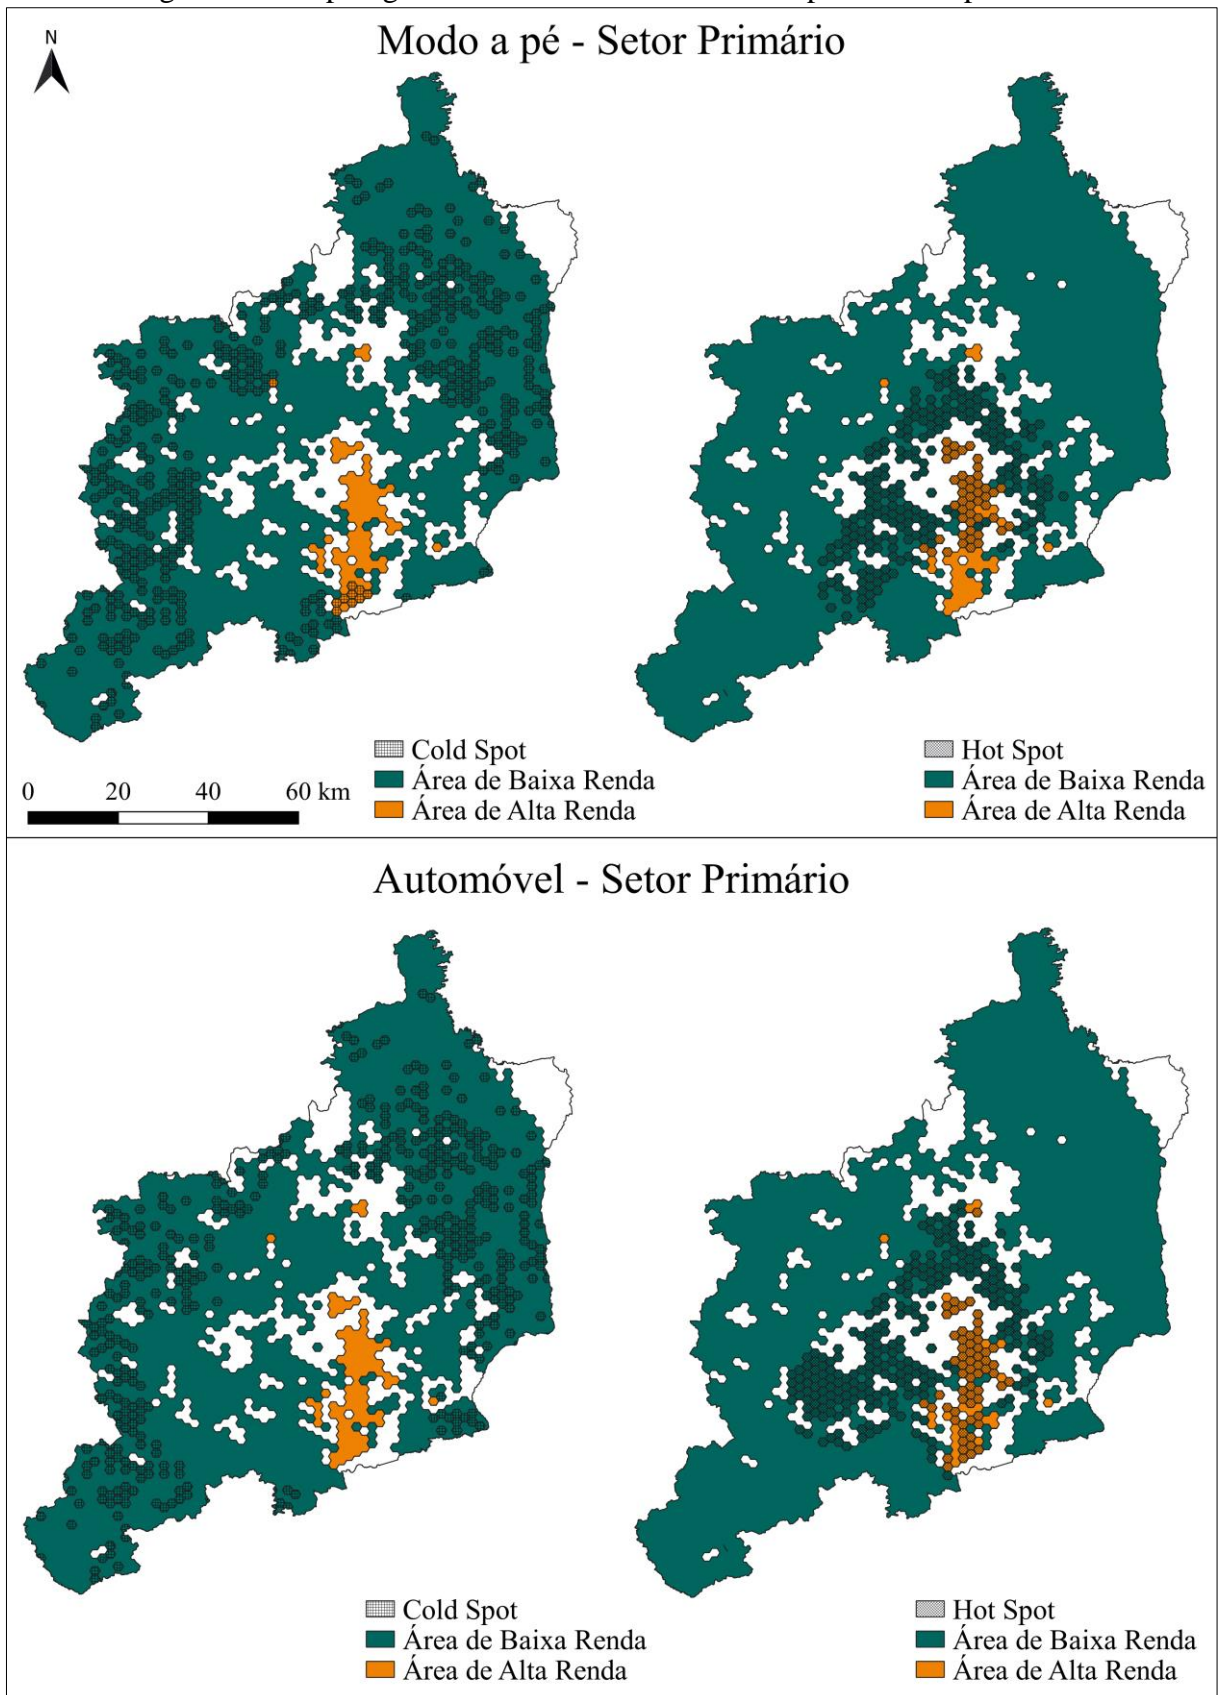 Modo a pé - Setor Primário
N
Cold Spot
Área de Baixa Renda
Área de Alta Renda
Hot Spot
Área de Baixa Renda
Área de Alta Renda
0 20 40 60 km
Automóvel - Setor Primário
Cold Spot
Área de Baixa Renda
Área de Alta Renda
Hot Spot
Área de Baixa Renda
Área de Alta Renda